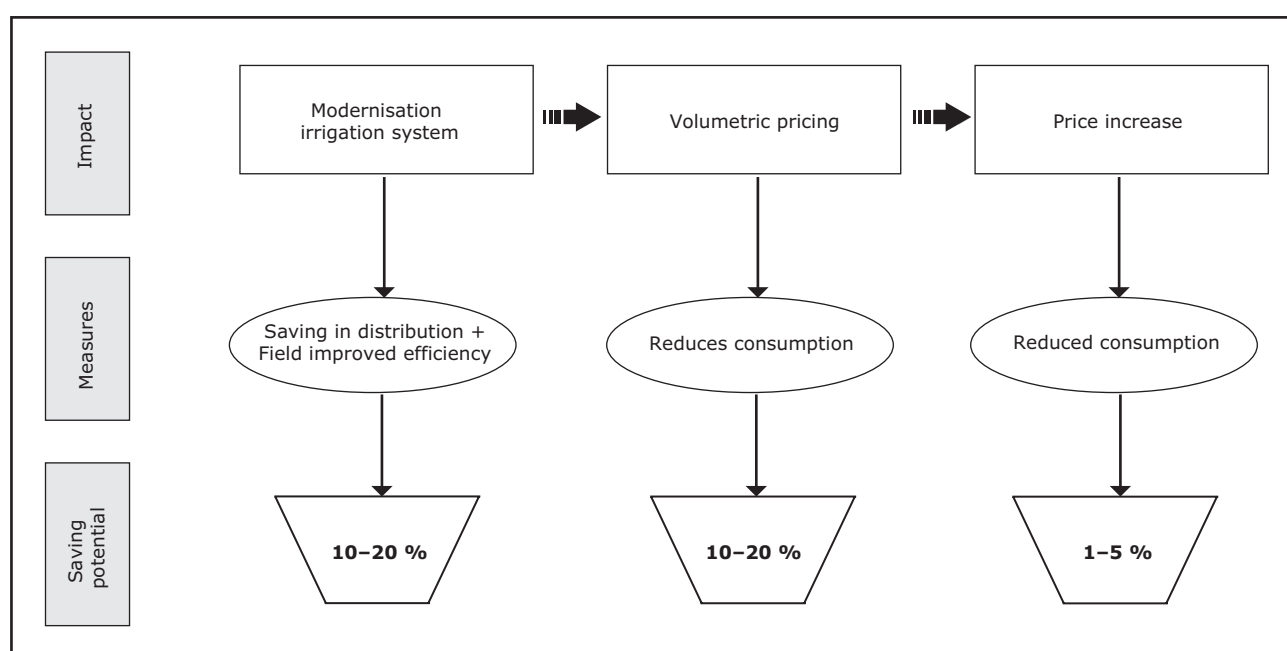 Impact
Modernisation
irrigation system
Volumetric pricing
Price increase
Measures
Saving in distribution +
Field improved efficiency
Reduces consumption
Reduced consumption
Saving
potential
10–20 %
10–20 %
1–5 %